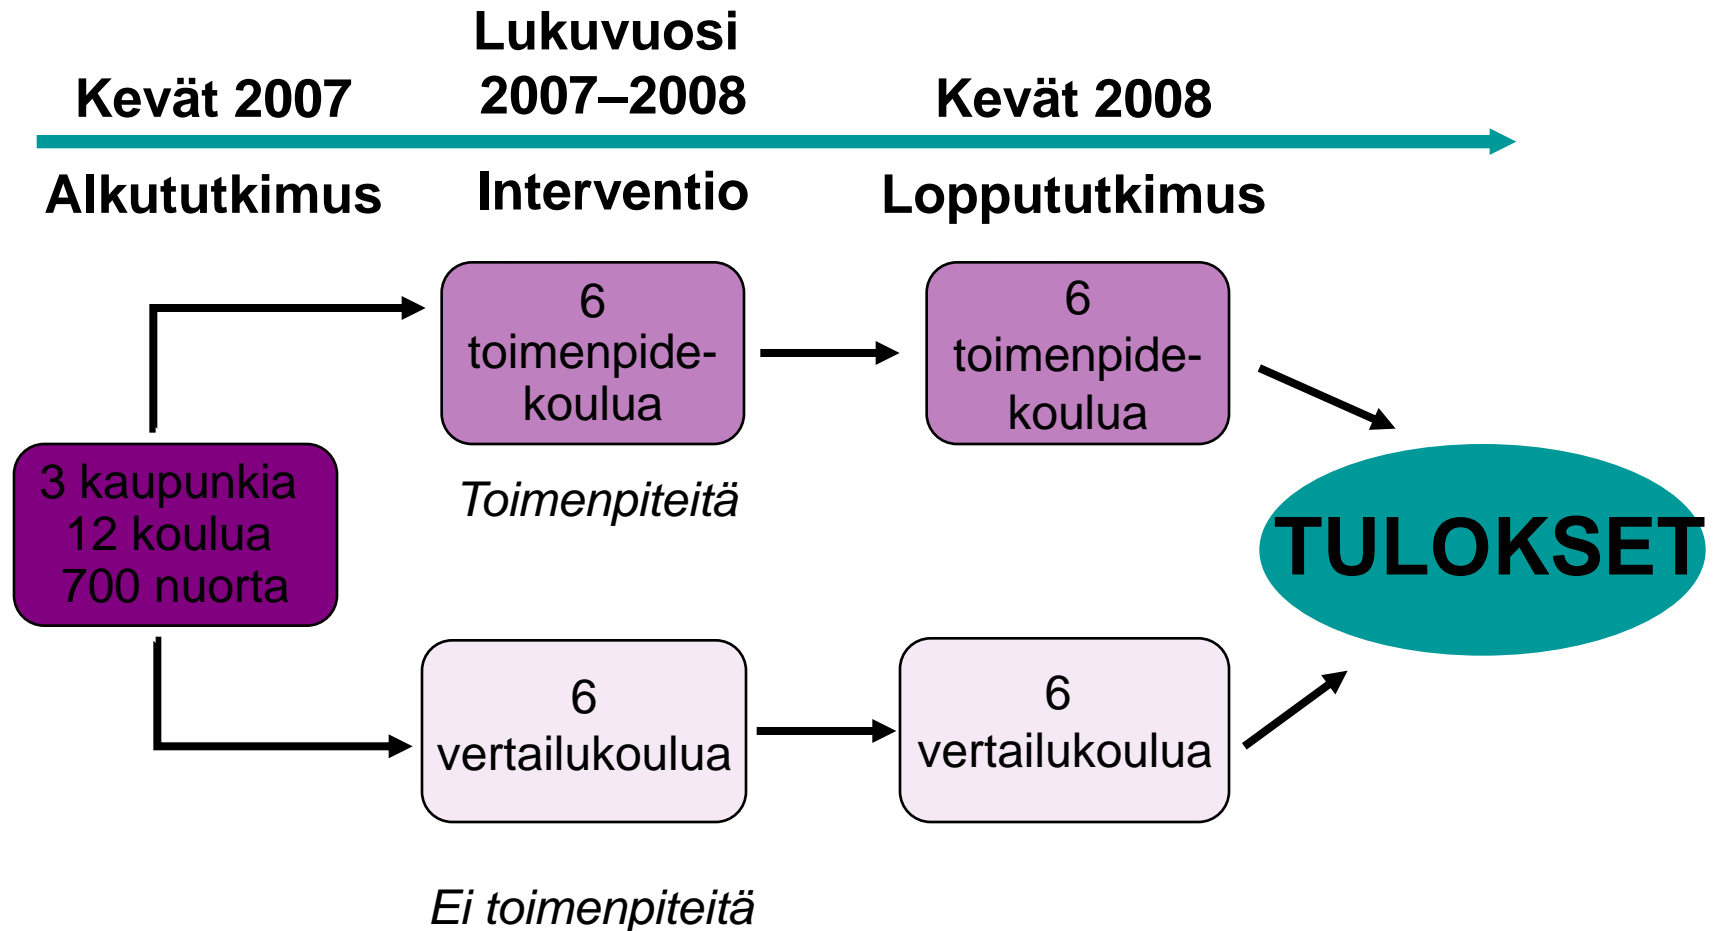 Kevät 2007
Lukuvuosi
2007–2008
Kevät 2008
Alkututkimus
Interventio
Lopputukimus
6
toimenpide-
koulua
6
toimenpide-
koulua
3 kaupunkia
12 koulua
700 nuorta
Toimenpiteitä
TULOKSET
6
vertailukoulua
6
vertailukoulua
Ei toimenpiteitä